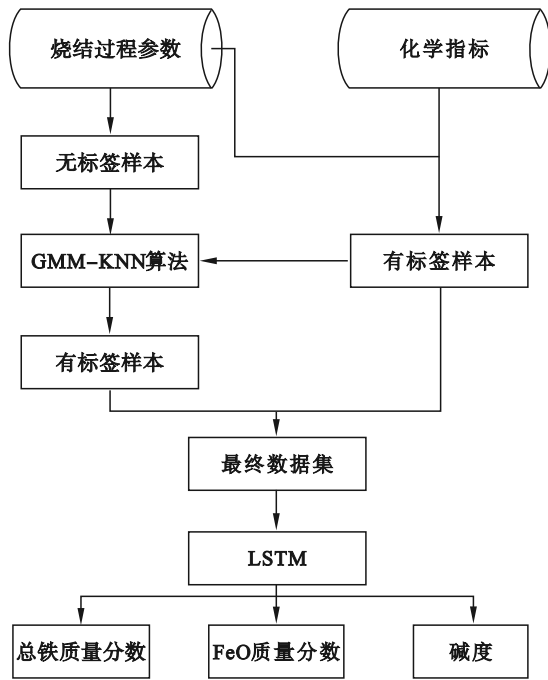 烧结过程参数
化学指标
无标签样本
GMM-KNN算法
有标签样本
有标签样本
最终数据集
LSTM
总铁质量分数
FeO质量分数
碱度